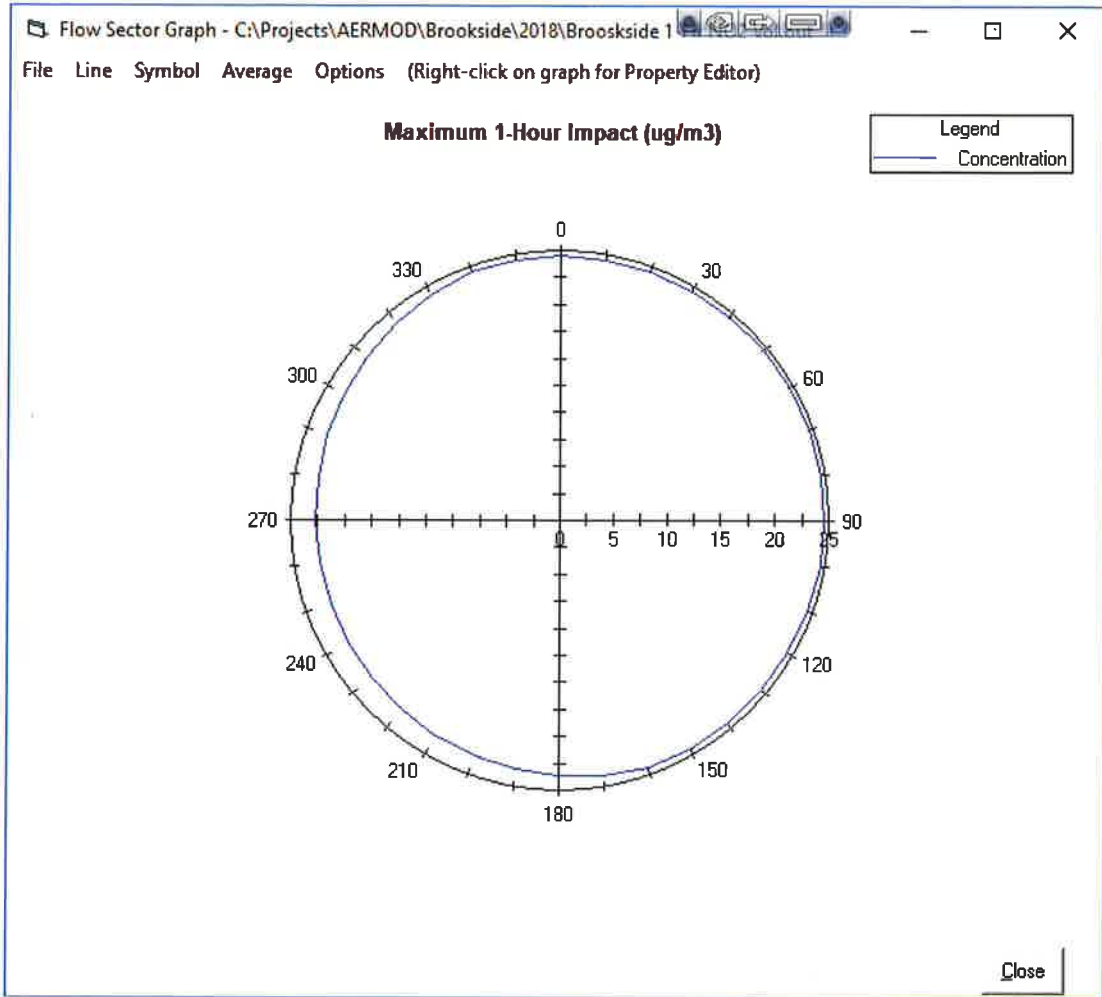 Flow Sector Graph - C:\Projects\AERMOD\Brookside\2018\Brooskside 1
File Line Symbol Average Options (Right-click on graph for Property Editor)
Maximum 1-Hour Impact (ug/m3)
Legend
Concentration
0
330
30
300
60
270
90
0 5 10 15 20 25
240
120
210
150
180
Close